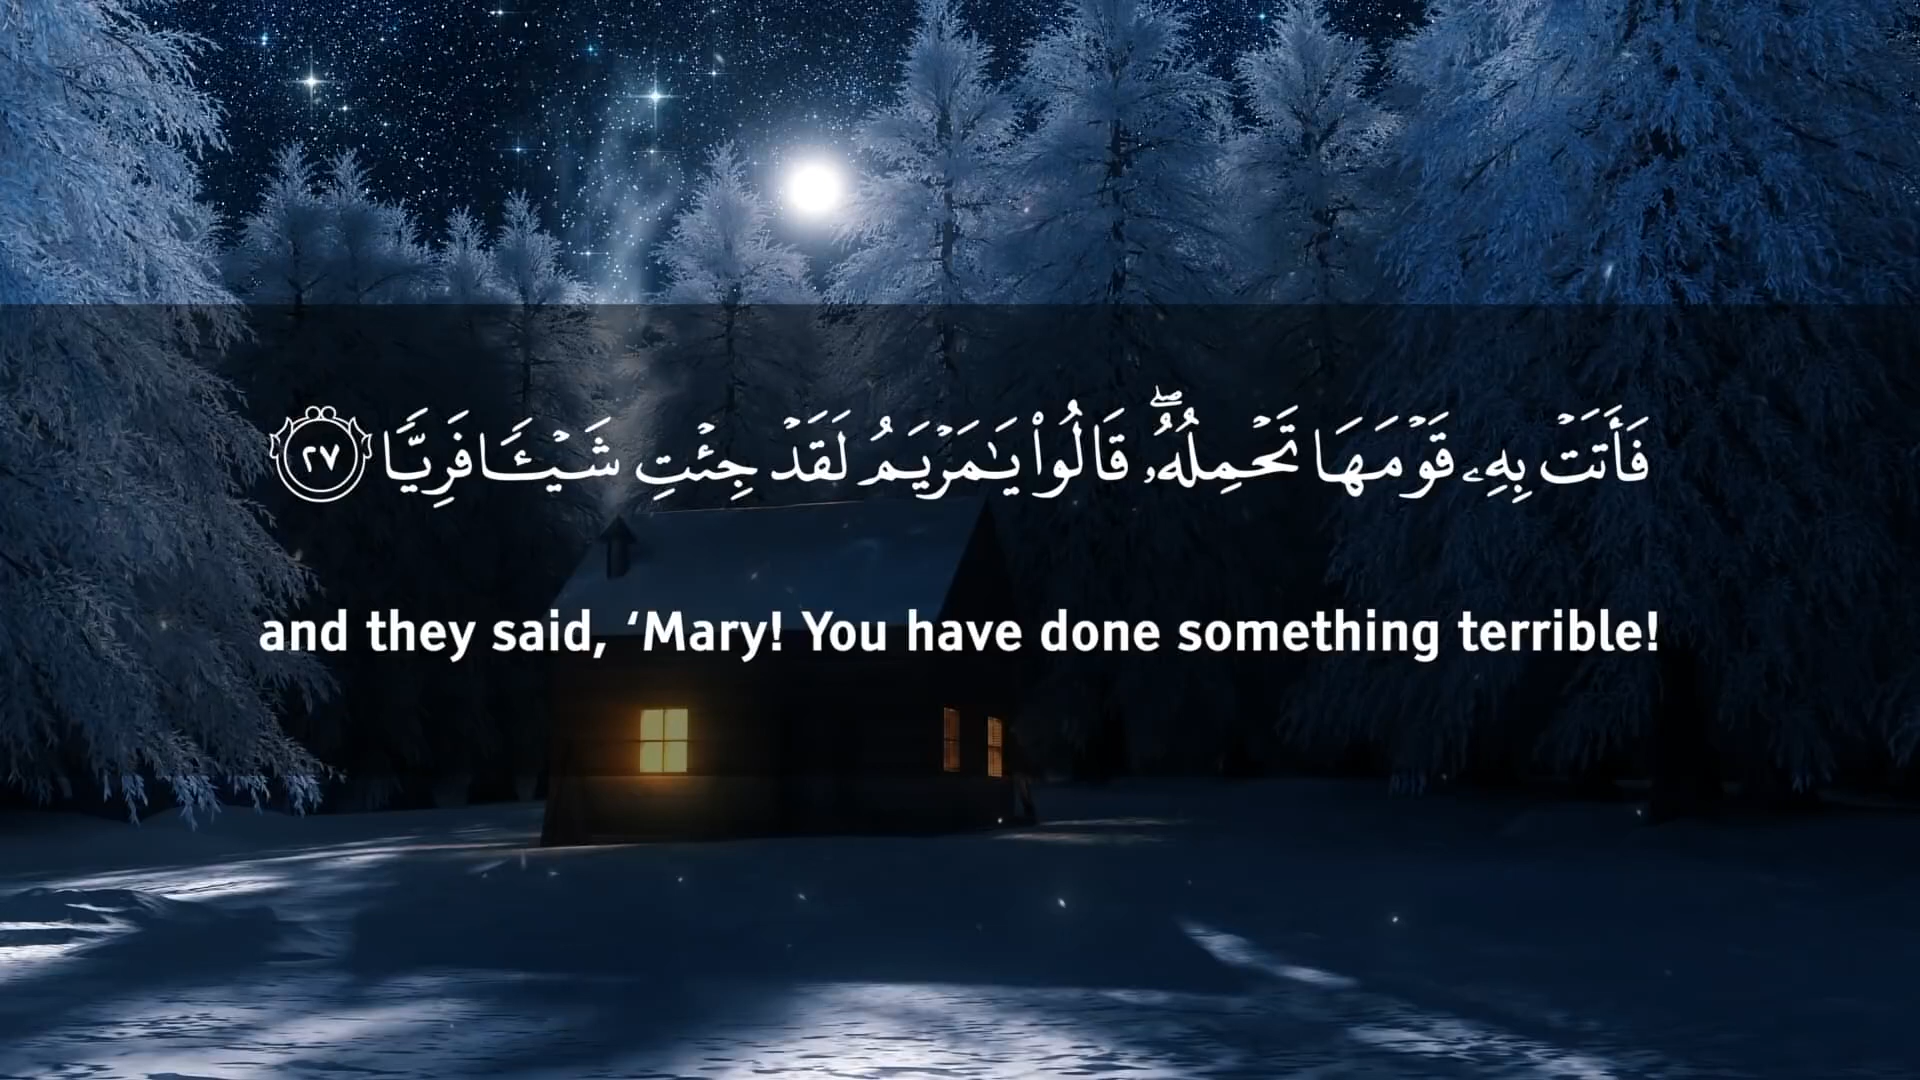 فَأَتَتْ بِهِۦ قَوْمَهَا تَحْمِلُهُۥۖ قَالُوا۟ يَـٰمَرْيَمُ لَقَدْ جِئْتِ شَيْـًٔا فَرِيًّا ٢٧
and they said, ‘Mary! You have done something terrible!